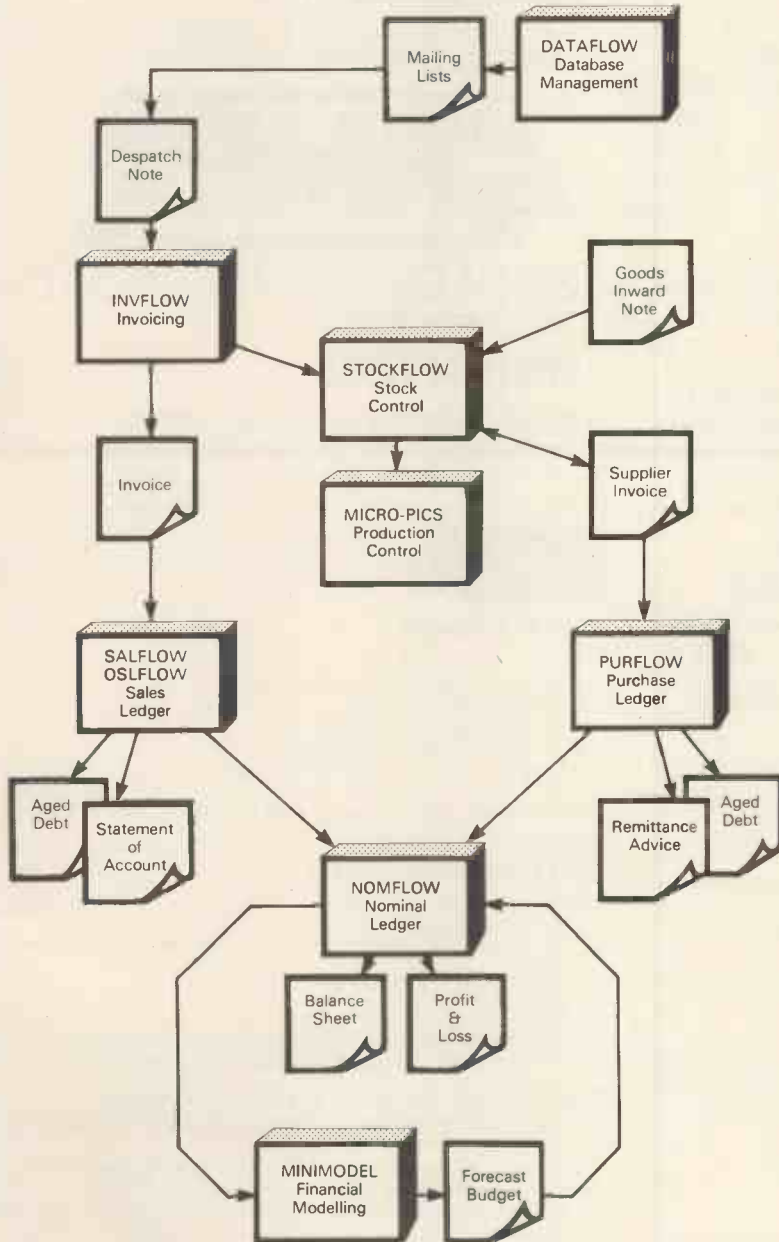 Mailing
Lists
DATAFLOW
Database
Management
Despatch
Note
INVFLOW
Invoicing
Goods
Inward
Note
STOCKFLOW
Stock
Control
Invoice
Supplier
Invoice
MICRO-PICS
Production
Control
SALFLOW
OSLFLOW
Sales
Ledger
PURFLOW
Purchase
Ledger
Aged
Debt
Statement
of
Account
Remittance
Advice
Aged
Debt
NOMFLOW
Nominal
Ledger
Balance
Sheet
Profit
&
Loss
MINIMODEL
Financial
Modelling
Forecast
Budget